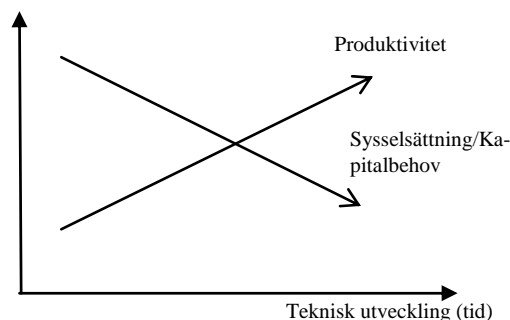 Produktivitet
Sysselsättning/Ka-
pitalbehov
Teknisk utveckling (tid)